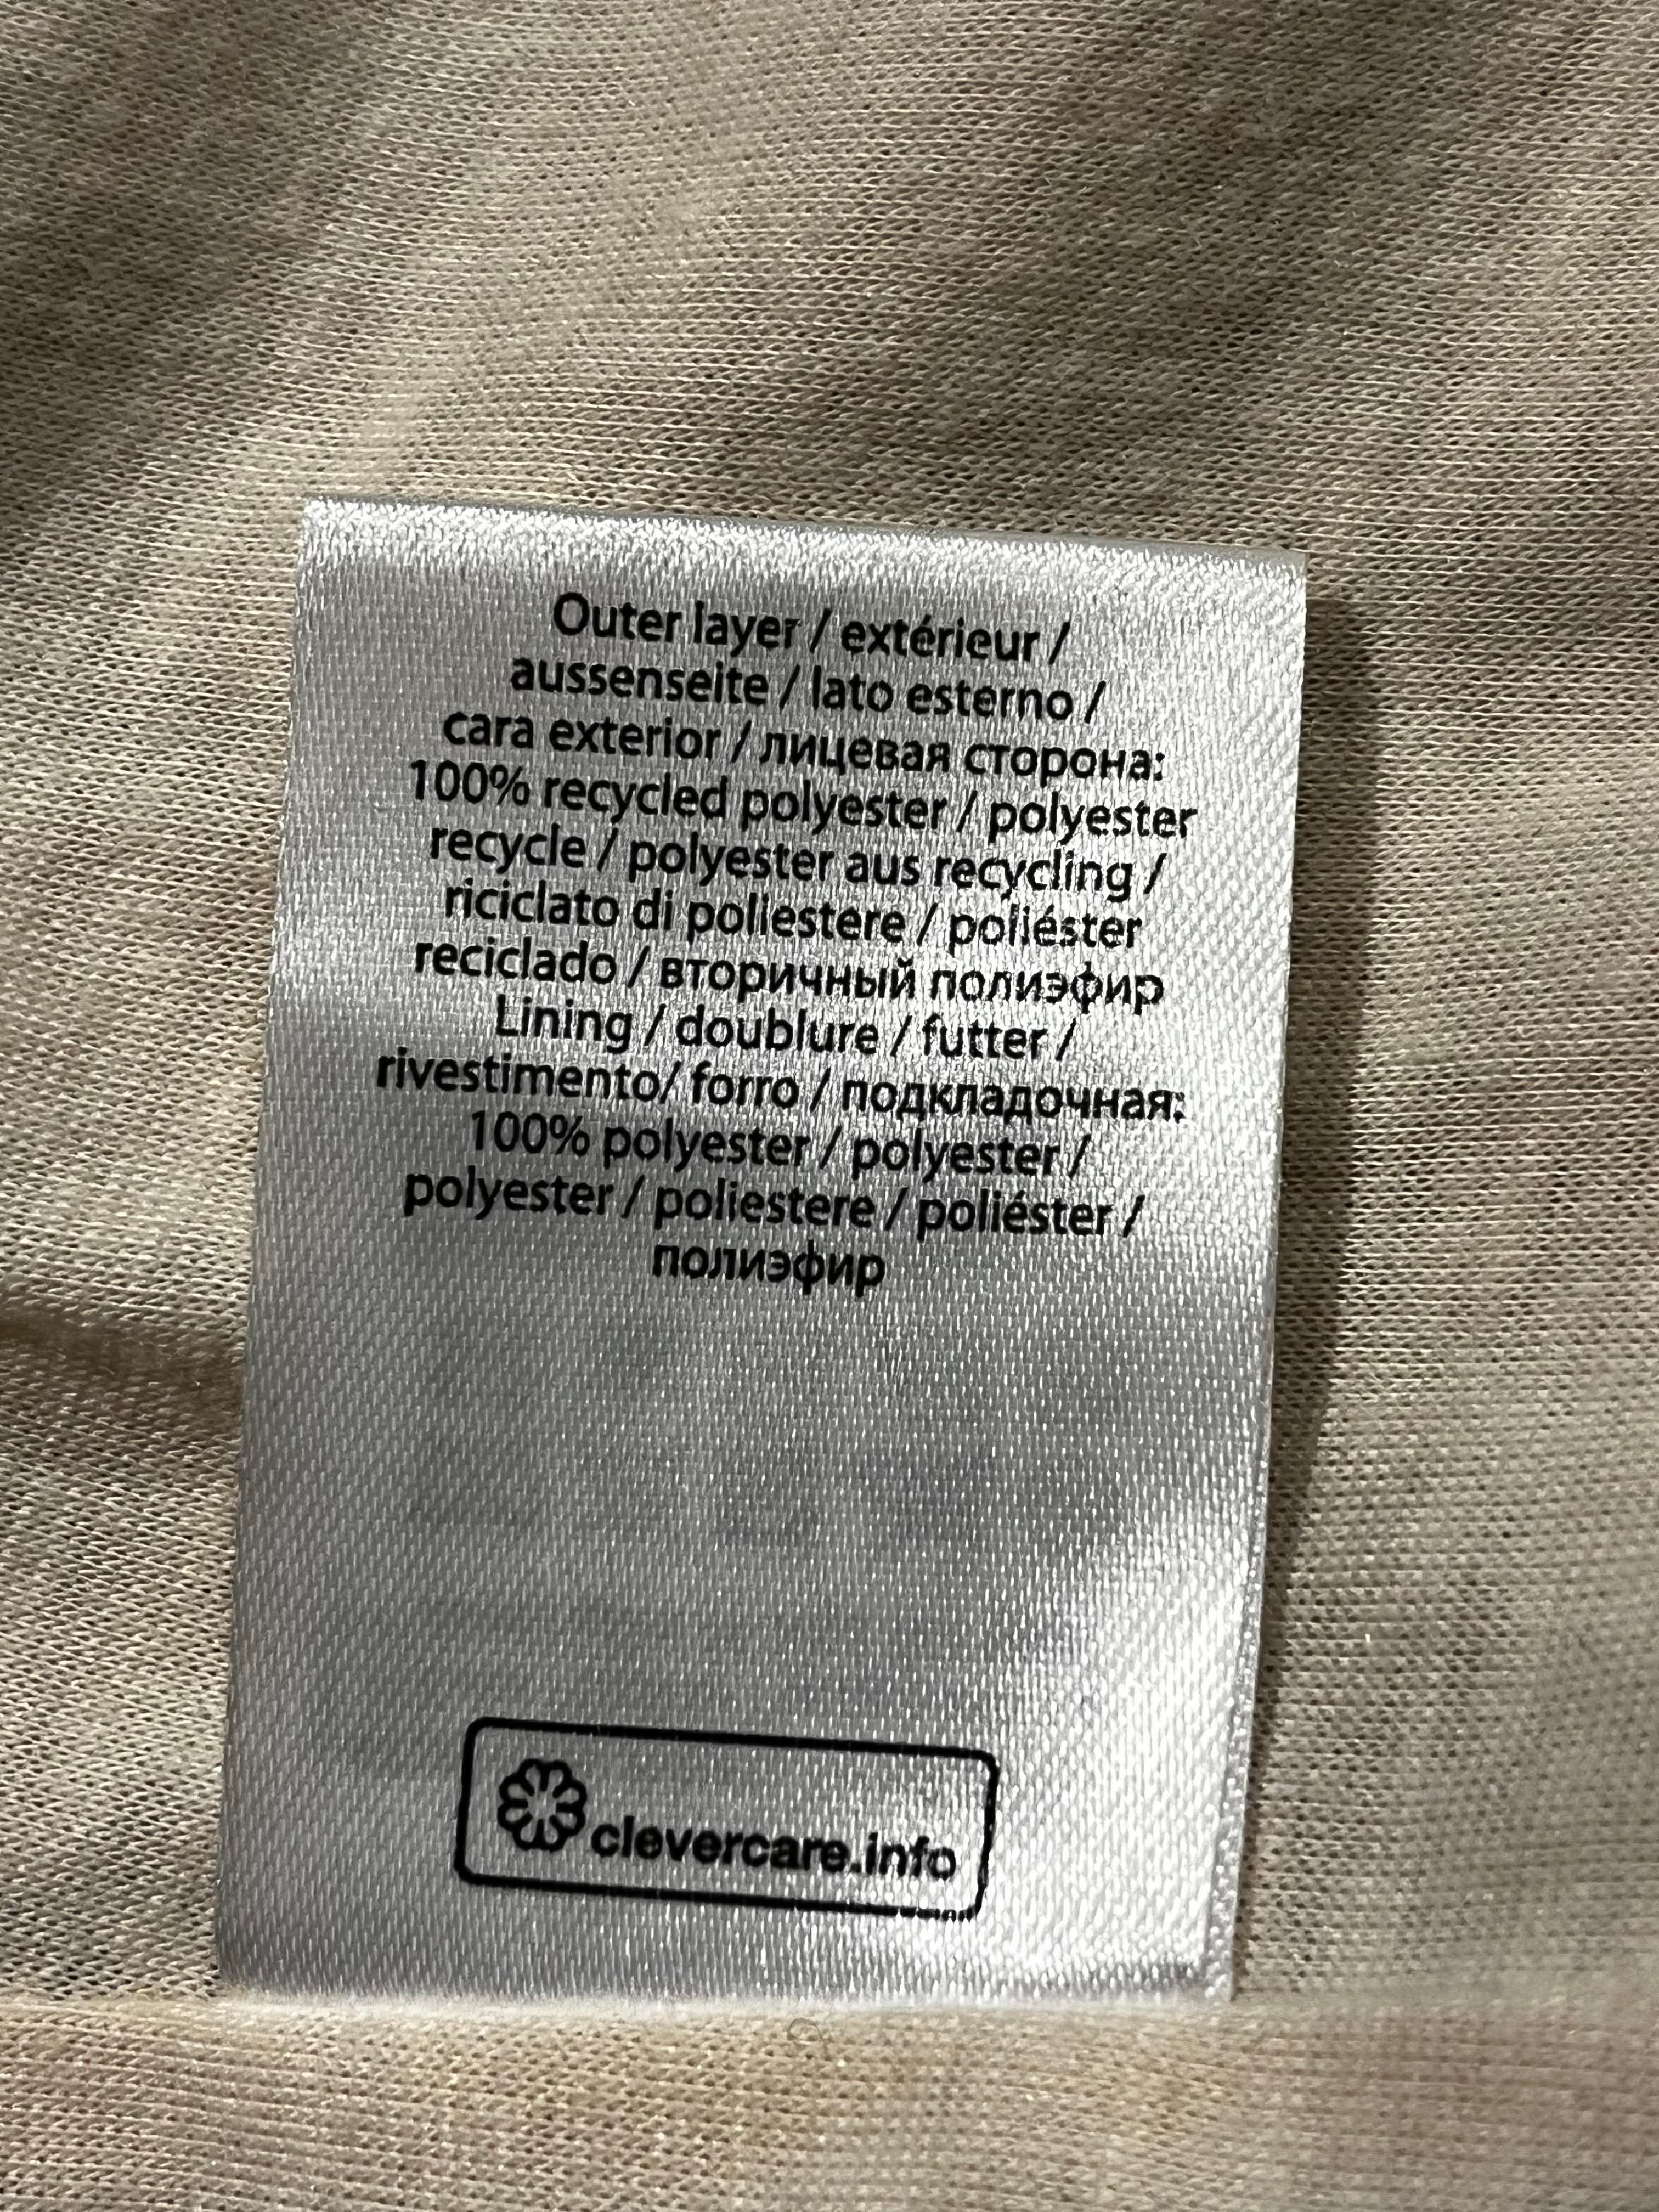 Outer layer / extérieur /
aussenseite / lato esterno /
cara exterior / лицевая сторона:
100% recycled polyester / polyester
recycle / polyester aus recycling /
riciclato di poliestere / poliéster
reciclado / вторичный полиэфир
Lining / doublure / futter /
rivestimento/ forro / подкладочная:
100% polyester / polyester /
polyester / poliestere / poliéster /
полиэфир
clevercare.info